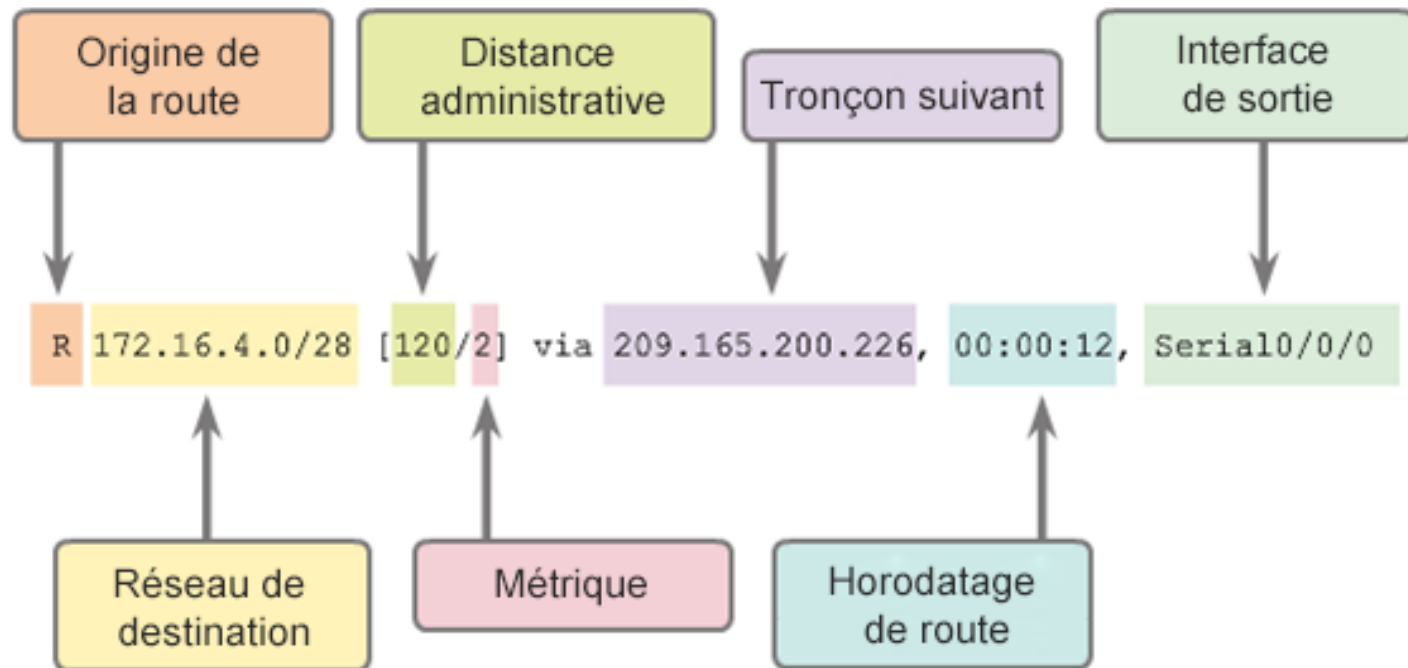 Origine de
la route
Distance
administrative
Tronçon suivant
Interface
de sortie
R 172.16.4.0/28 [120/2] via 209.165.200.226, 00:00:12, Serial0/0/0
Réseau de
destination
Métrique
Horodatage
de route